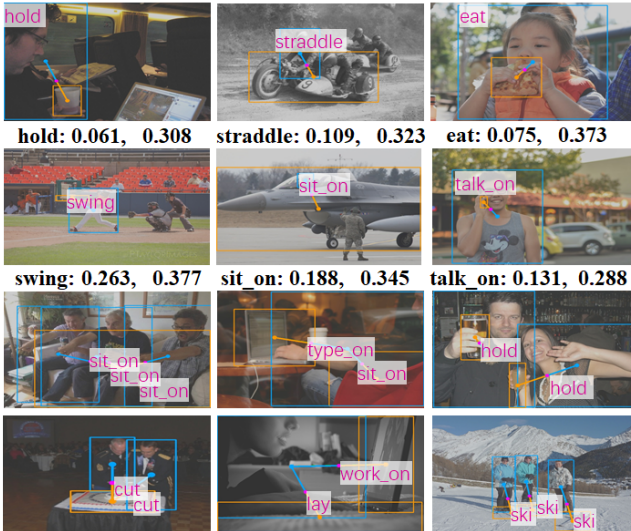 hold
straddle
eat
hold: 0.061, 0.308
straddle: 0.109, 0.323
eat: 0.075, 0.373
swing
sit_on
talk_on
swing: 0.263, 0.377
sit_on: 0.188, 0.345
talk_on: 0.131, 0.288
sit_on
sit_on
sit_on
type_on
sit_on
hold
hold
cut
cut
work_on
lay
ski
ski
ski